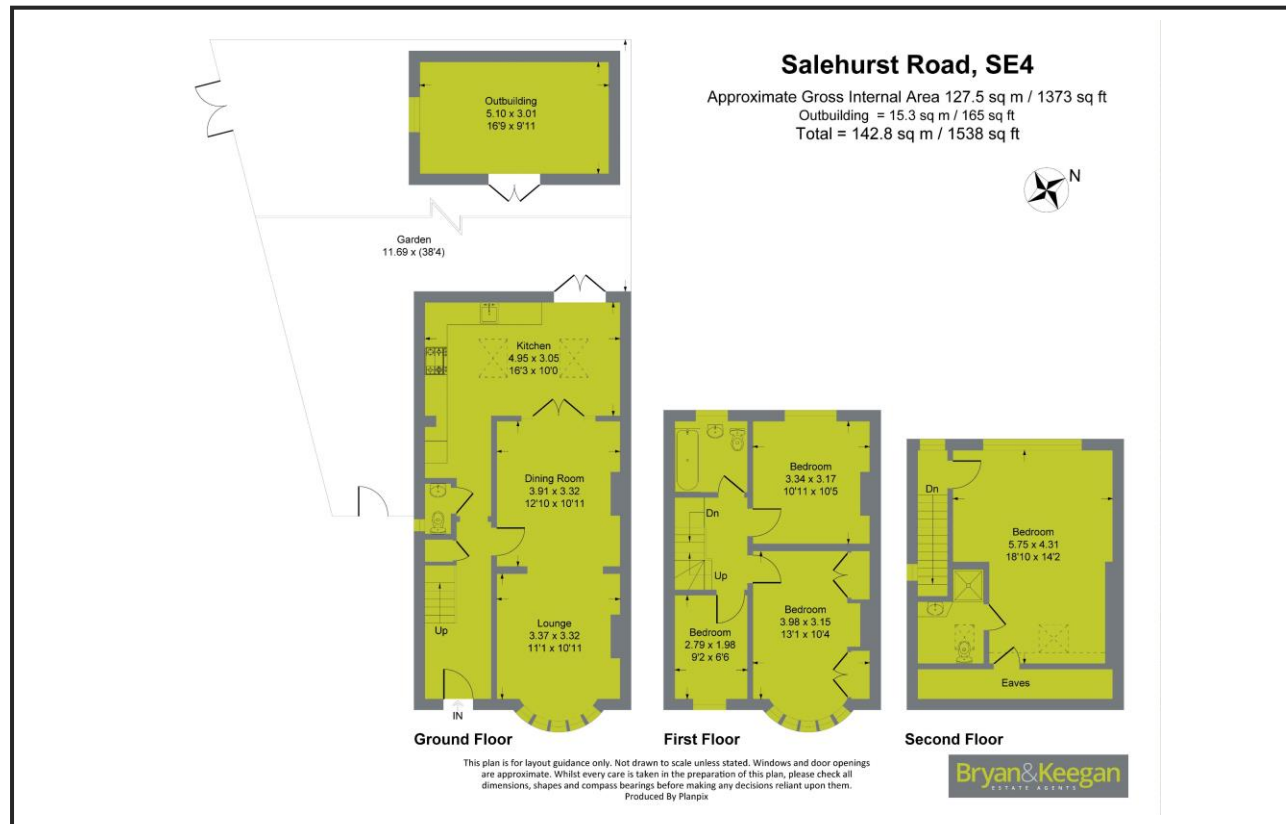 Salehurst Road, SE4
Approximate Gross Internal Area 127.5 sq m / 1373 sq ft
Outbuilding = 15.3 sq m / 165 sq ft
Total = 142.8 sq m / 1538 sq ft
N
Outbuilding
5.10 x 3.01
16'9 x 9'11
Garden
11.69 x (38'4)
Kitchen
4.95 x 3.05
16'3 x 10'0
Dining Room
3.91 x 3.32
12'10 x 10'11
Lounge
3.37 x 3.32
11'1 x 10'11
Up
IN
Ground Floor
Bedroom
3.34 x 3.17
10'11 x 10'5
Dn
Up
Bedroom
3.98 x 3.15
13'1 x 10'4
Bedroom
2.79 x 1.98
9'2 x 6'6
First Floor
Dn
Bedroom
5.75 x 4.31
18'10 x 14'2
Eaves
Second Floor
This plan is for layout guidance only. Not drawn to scale unless stated. Windows and door openings
are approximate. Whilst every care is taken in the preparation of this plan, please check all
dimensions, shapes and compass bearings before making any decisions reliant upon them.
Produced By Planpix
Bryan&Keegan
ESTATE AGENTS